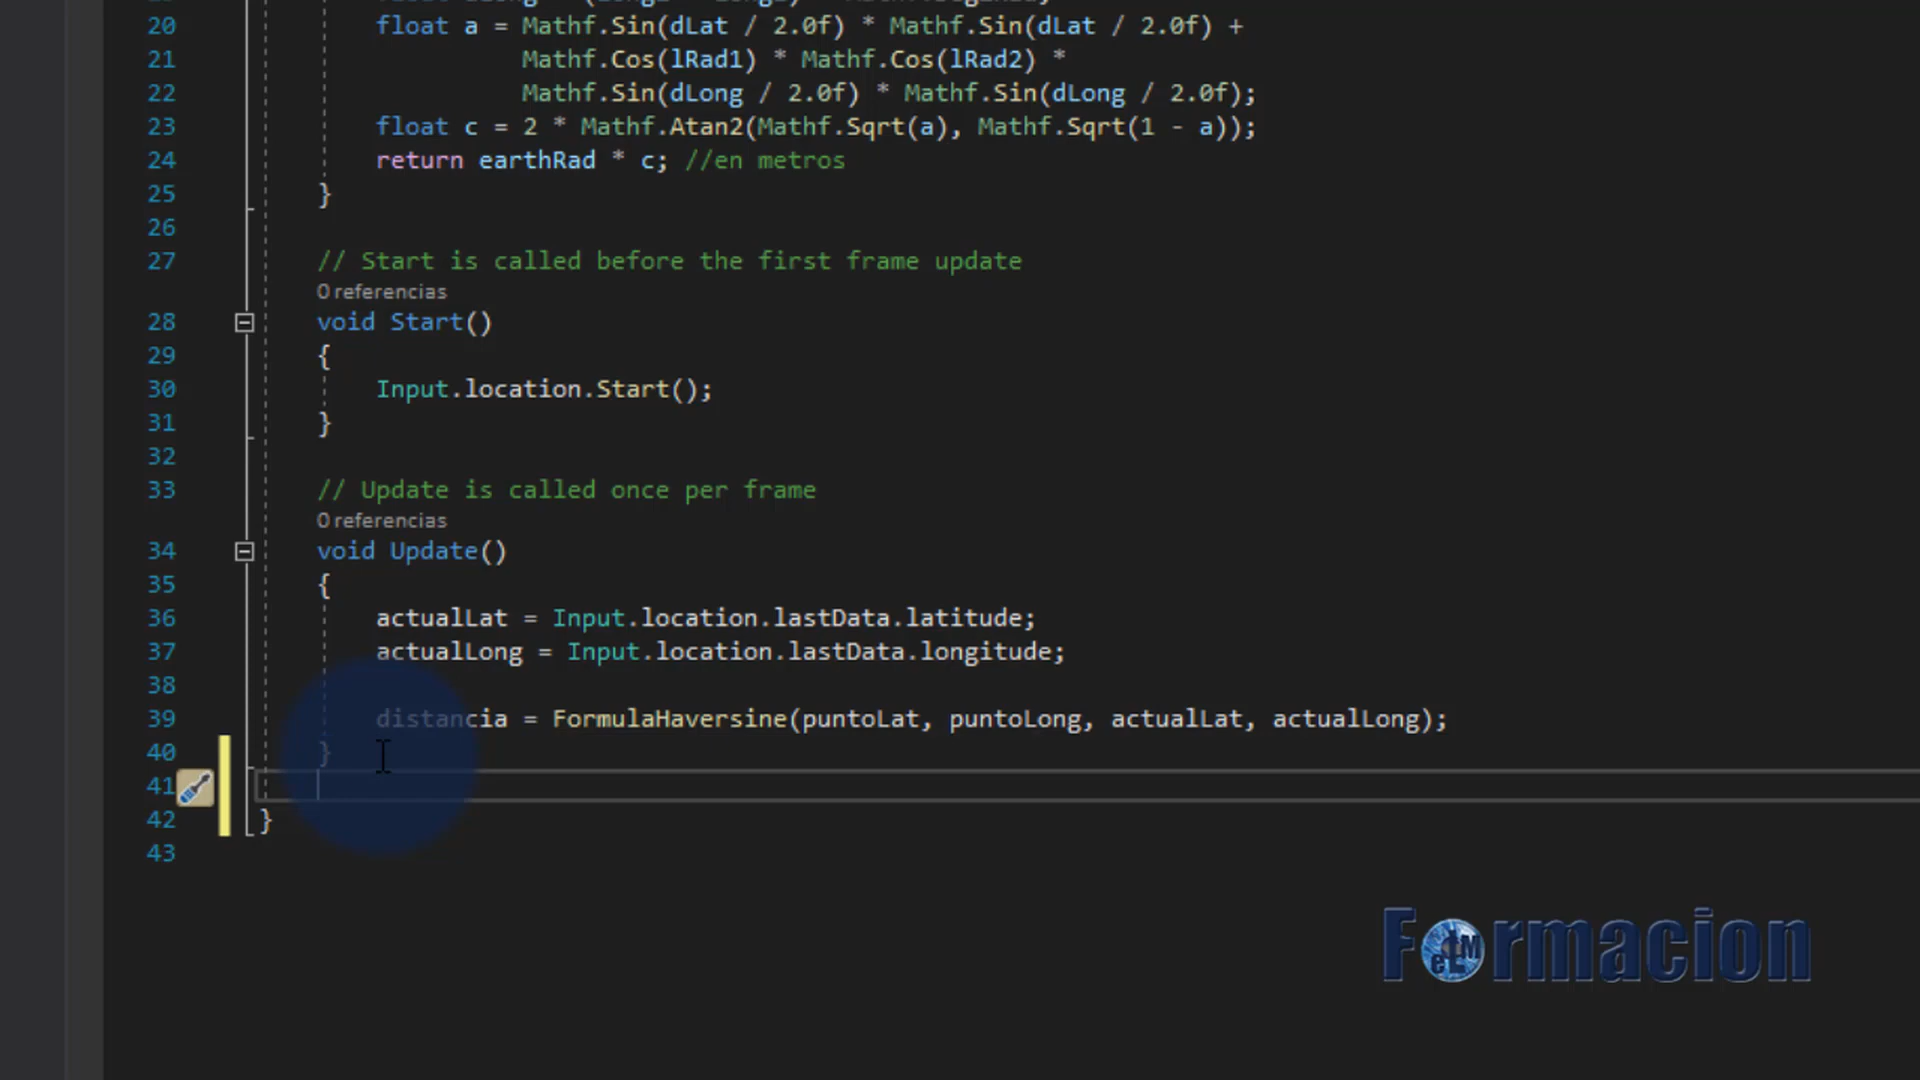 20 float a = Mathf.Sin(dLat / 2.0f) * Mathf.Sin(dLat / 2.0f) +
21 Mathf.Cos(lRad1) * Mathf.Cos(lRad2) *
22 Mathf.Sin(dLong / 2.0f) * Mathf.Sin(dLong / 2.0f);
23 float c = 2 * Mathf.Atan2(Mathf.Sqrt(a), Mathf.Sqrt(1 - a));
24 return earthRad * c; //en metros
25 }
26
27 // Start is called before the first frame update
0 referencias
28 void Start()
29 {
30 Input.location.Start();
31 }
32
33 // Update is called once per frame
0 referencias
34 void Update()
35 {
36 actualLat = Input.location.lastData.latitude;
37 actualLong = Input.location.lastData.longitude;
38
39 distancia = FormulaHaversine(puntoLat, puntoLong, actualLat, actualLong);
40 }
41
42 }
43
Formacion